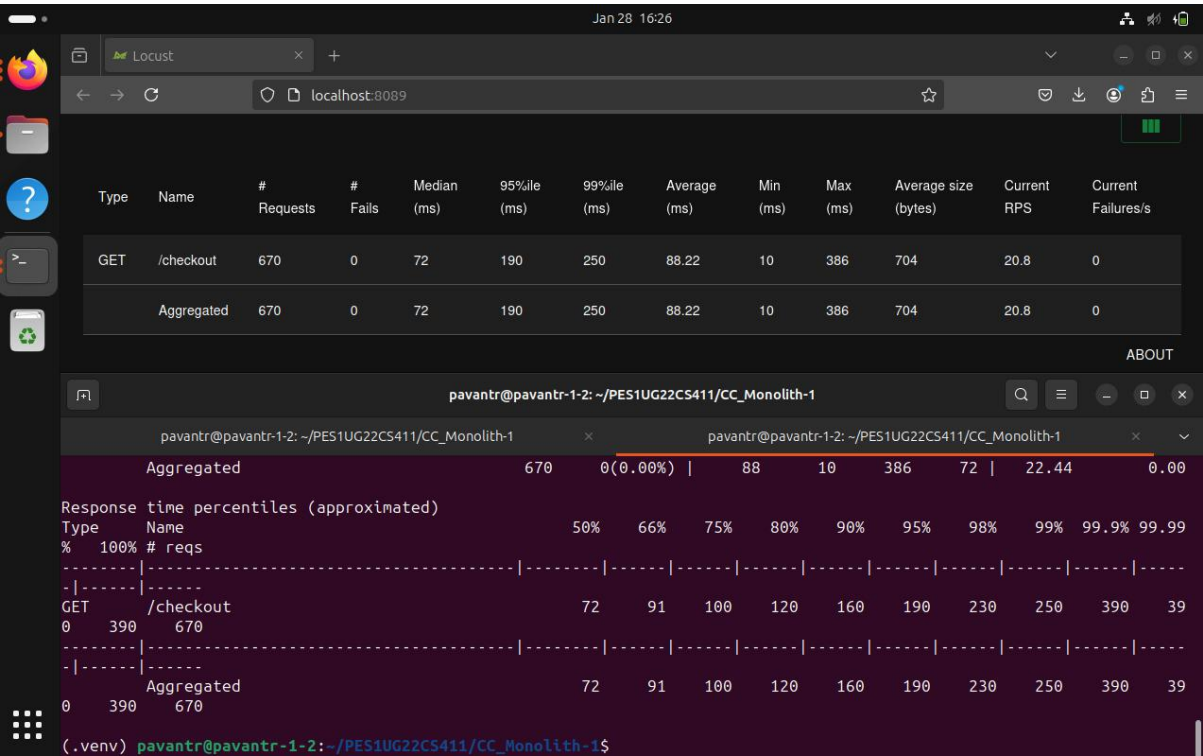 Jan 28 16:26
Locust
localhost:8089
Type Name # Requests # Fails Median (ms) 95%ile (ms) 99%ile (ms) Average (ms) Min (ms) Max (ms) Average size (bytes) Current RPS Current Failures/s
GET /checkout 670 0 72 190 250 88.22 10 386 704 20.8 0
Aggregated 670 0 72 190 250 88.22 10 386 704 20.8 0
ABOUT
pavantr@pavantr-1-2: ~/PES1UG22CS411/CC_Monolith-1
pavantr@pavantr-1-2: ~/PES1UG22CS411/CC_Monolith-1 pavantr@pavantr-1-2: ~/PES1UG22CS411/CC_Monolith-1
Aggregated 670 0(0.00%) | 88 10 386 72 | 22.44 0.00
Response time percentiles (approximated)
Type Name 50% 66% 75% 80% 90% 95% 98% 99% 99.9% 99.99
% 100% # reqs
--------|----------------------------------------|--------|------|------|------|------|------|------|------|------|-----
-|------|------
GET /checkout 72 91 100 120 160 190 230 250 390 39
0 390 670
--------|----------------------------------------|--------|------|------|------|------|------|------|------|------|-----
-|------|------
Aggregated 72 91 100 120 160 190 230 250 390 39
0 390 670
(.venv) pavantr@pavantr-1-2:~/PES1UG22CS411/CC_Monolith-1$